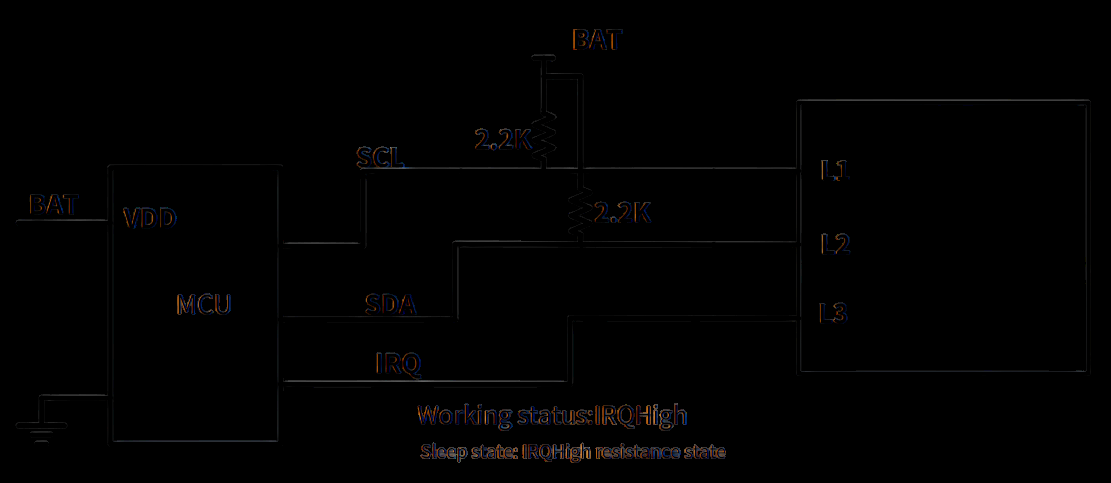 BAT
2.2K
SCL
L1
BAT
VDD
2.2K
L2
MCU
SDA
L3
IRQ
Working status:IRQHigh
Sleep state: IRQHigh resistance state